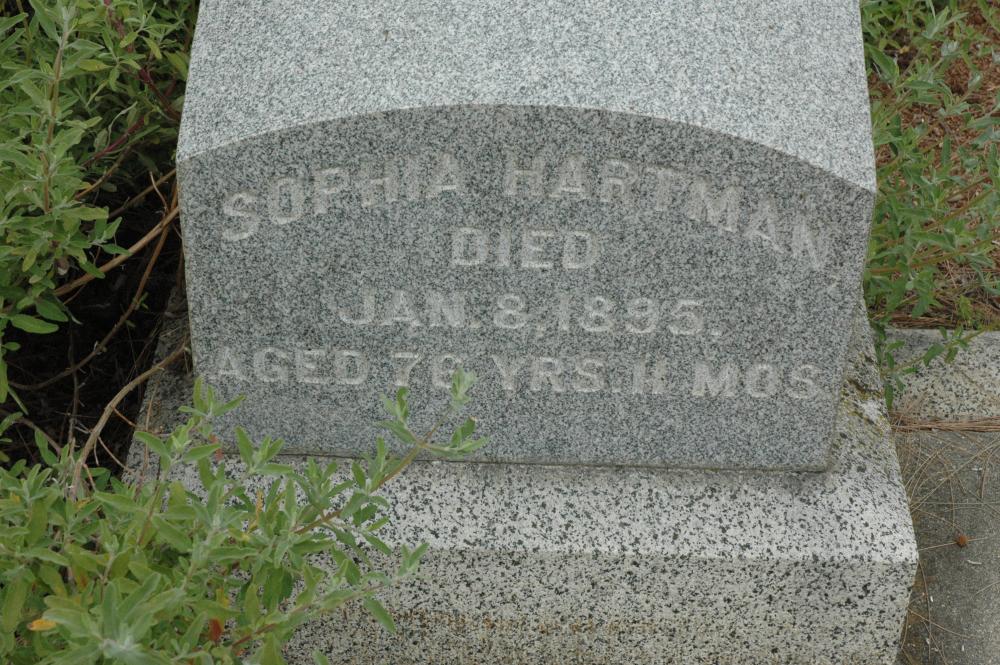 SOPHIA HARTMAN,
DIED
JAN. 8, 1895.
AGED 76 YRS. 11 MOS